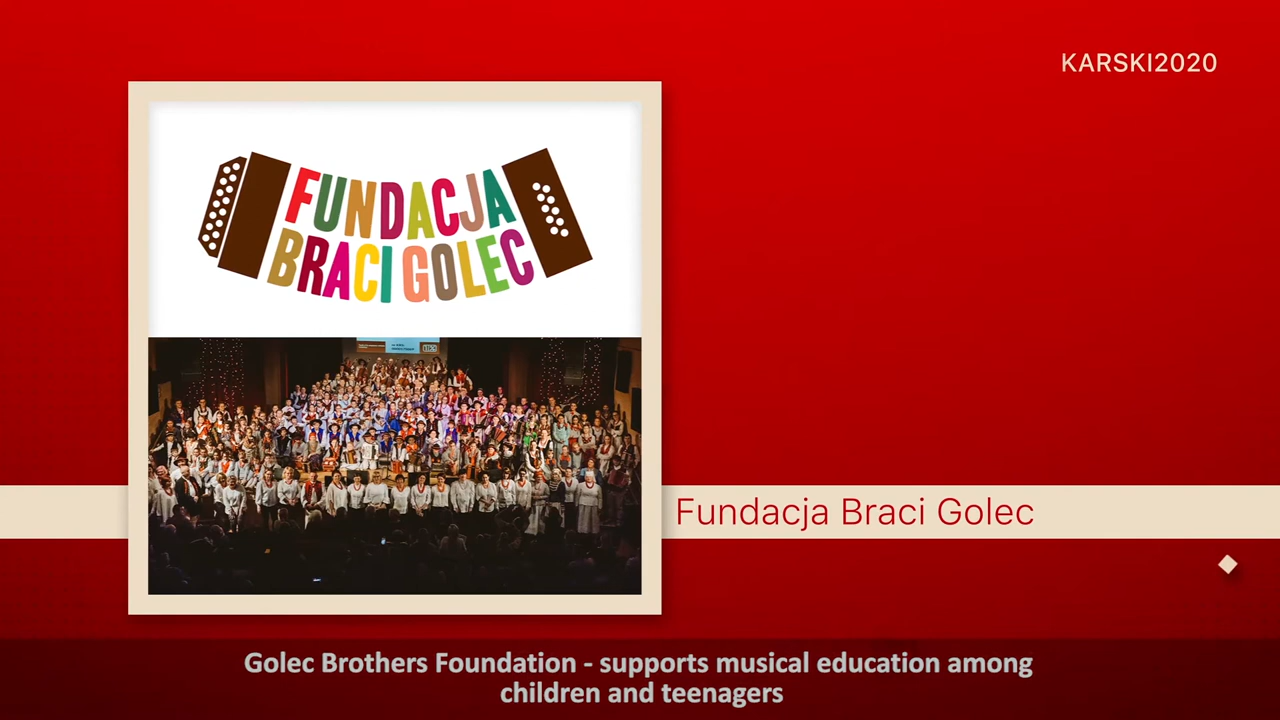 KARSKI2020
FUNDACJA
BRACI GOLEC
Fundacja Braci Golec
Golec Brothers Foundation - supports musical education among
children and teenagers